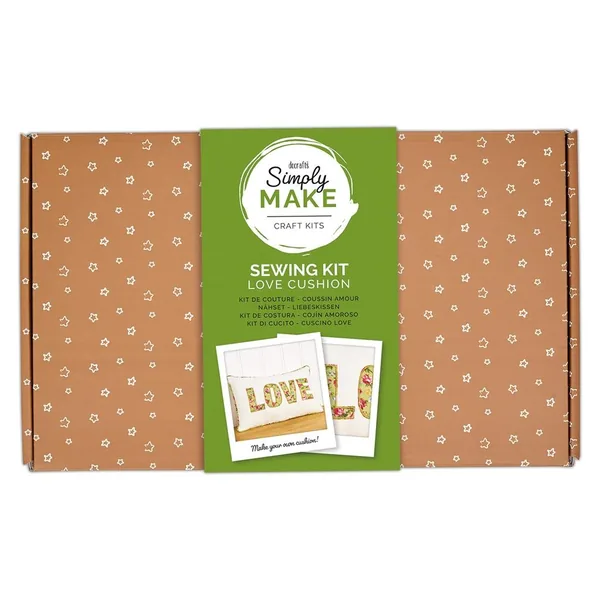 docrafts
Simply
MAKE
CRAFT KITS
SEWING KIT
LOVE CUSHION
KIT DE COUTURE – COUSSIN AMOUR
NÄHSET – LIEBESKISSEN
KIT DE COSTURA – COJÍN AMOROSO
KIT DI CUCITO – CUSCINO LOVE
LOVE
LO
Make your own cushion!